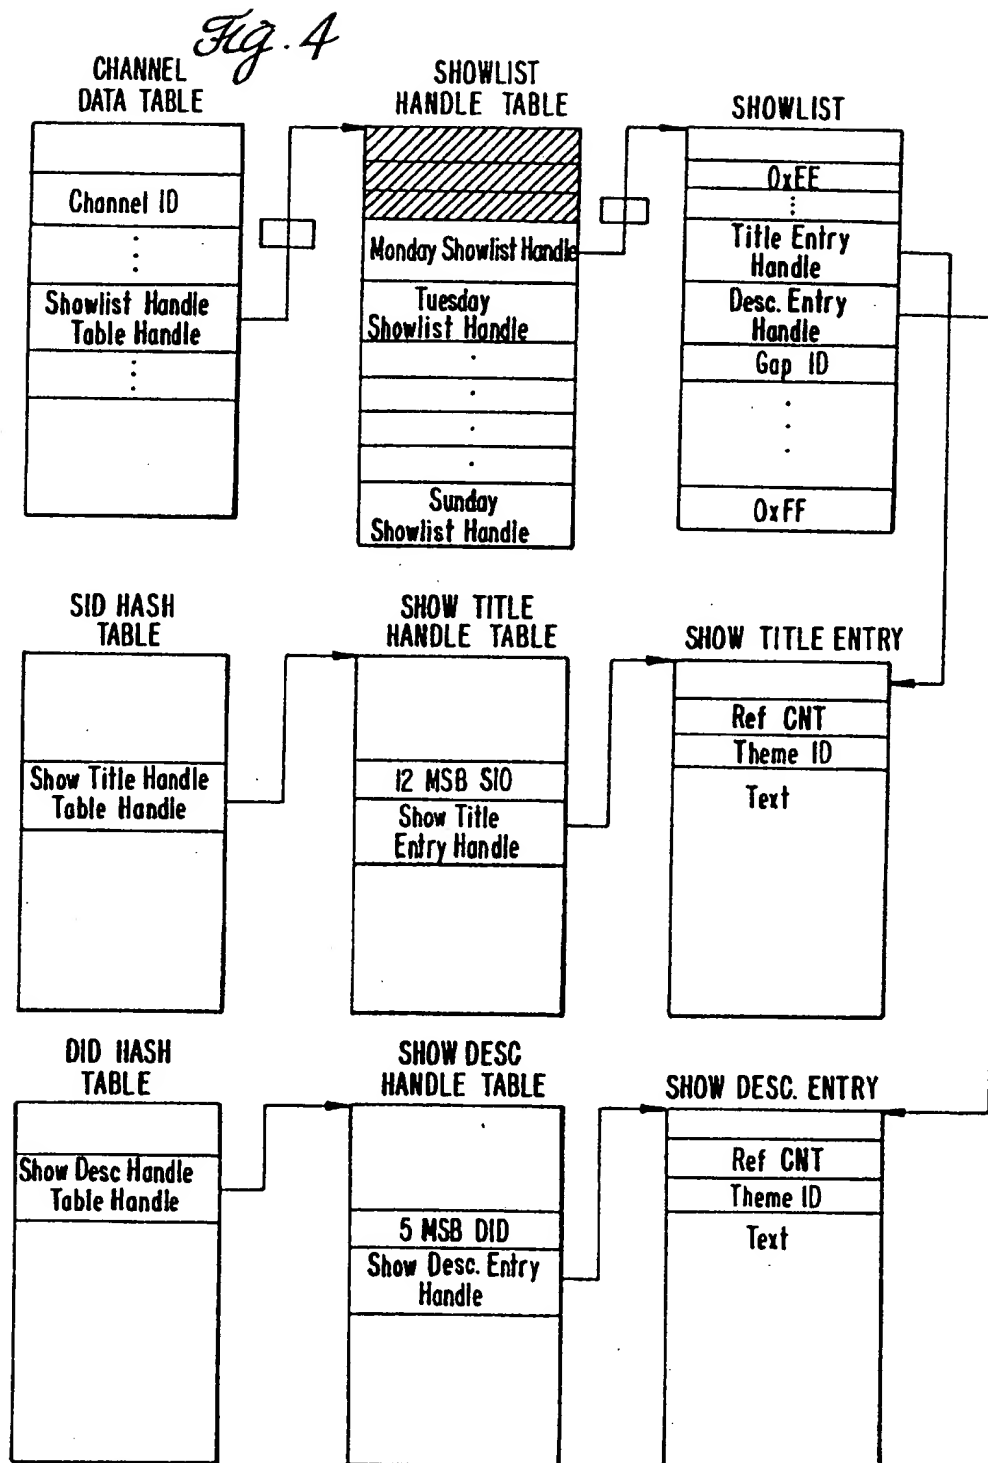 Fig. 4
CHANNEL
DATA TABLE
Channel ID
Showlist Handle
Table Handle
SHOWLIST
HANDLE TABLE
Monday Showlist Handle
Tuesday
Showlist Handle
Sunday
Showlist Handle
SHOWLIST
0xFE
Title Entry
Handle
Desc. Entry
Handle
Gap ID
0xFF
SID HASH
TABLE
Show Title Handle
Table Handle
SHOW TITLE
HANDLE TABLE
12 MSB SIO
Show Title
Entry Handle
SHOW TITLE ENTRY
Ref CNT
Theme ID
Text
DID HASH
TABLE
Show Desc Handle
Table Handle
SHOW DESC
HANDLE TABLE
5 MSB DID
Show Desc. Entry
Handle
SHOW DESC. ENTRY
Ref CNT
Theme ID
Text